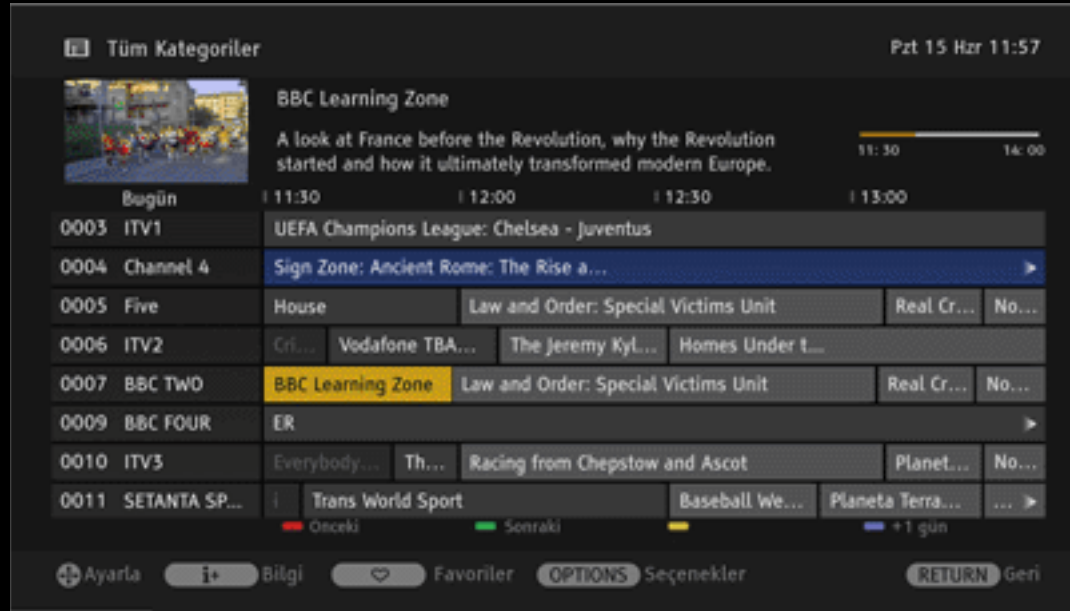 Tüm Kategoriler Pzt 15 Hzr 11:57
BBC Learning Zone
A look at France before the Revolution, why the Revolution
started and how it ultimately transformed modern Europe.
11:30 14:00
Bugün 11:30 12:00 12:30 13:00
0003 ITV1 UEFA Champions League: Chelsea - Juventus
0004 Channel 4 Sign Zone: Ancient Rome: The Rise a...
0005 Five House Law and Order: Special Victims Unit Real Cr... No...
0006 ITV2 Cri... Vodafone TBA... The Jeremy Kyl... Homes Under t...
0007 BBC TWO BBC Learning Zone Law and Order: Special Victims Unit Real Cr... No...
0009 BBC FOUR ER
0010 ITV3 Everybody... Th... Racing from Chepstow and Ascot Planet... No...
0011 SETANTA SP... Trans World Sport Baseball We... Planeta Terra... ...
Önceki Sonraki +1 gün
Ayarla i+ Bilgi Favoriler OPTIONS Seçenekler RETURN Geri